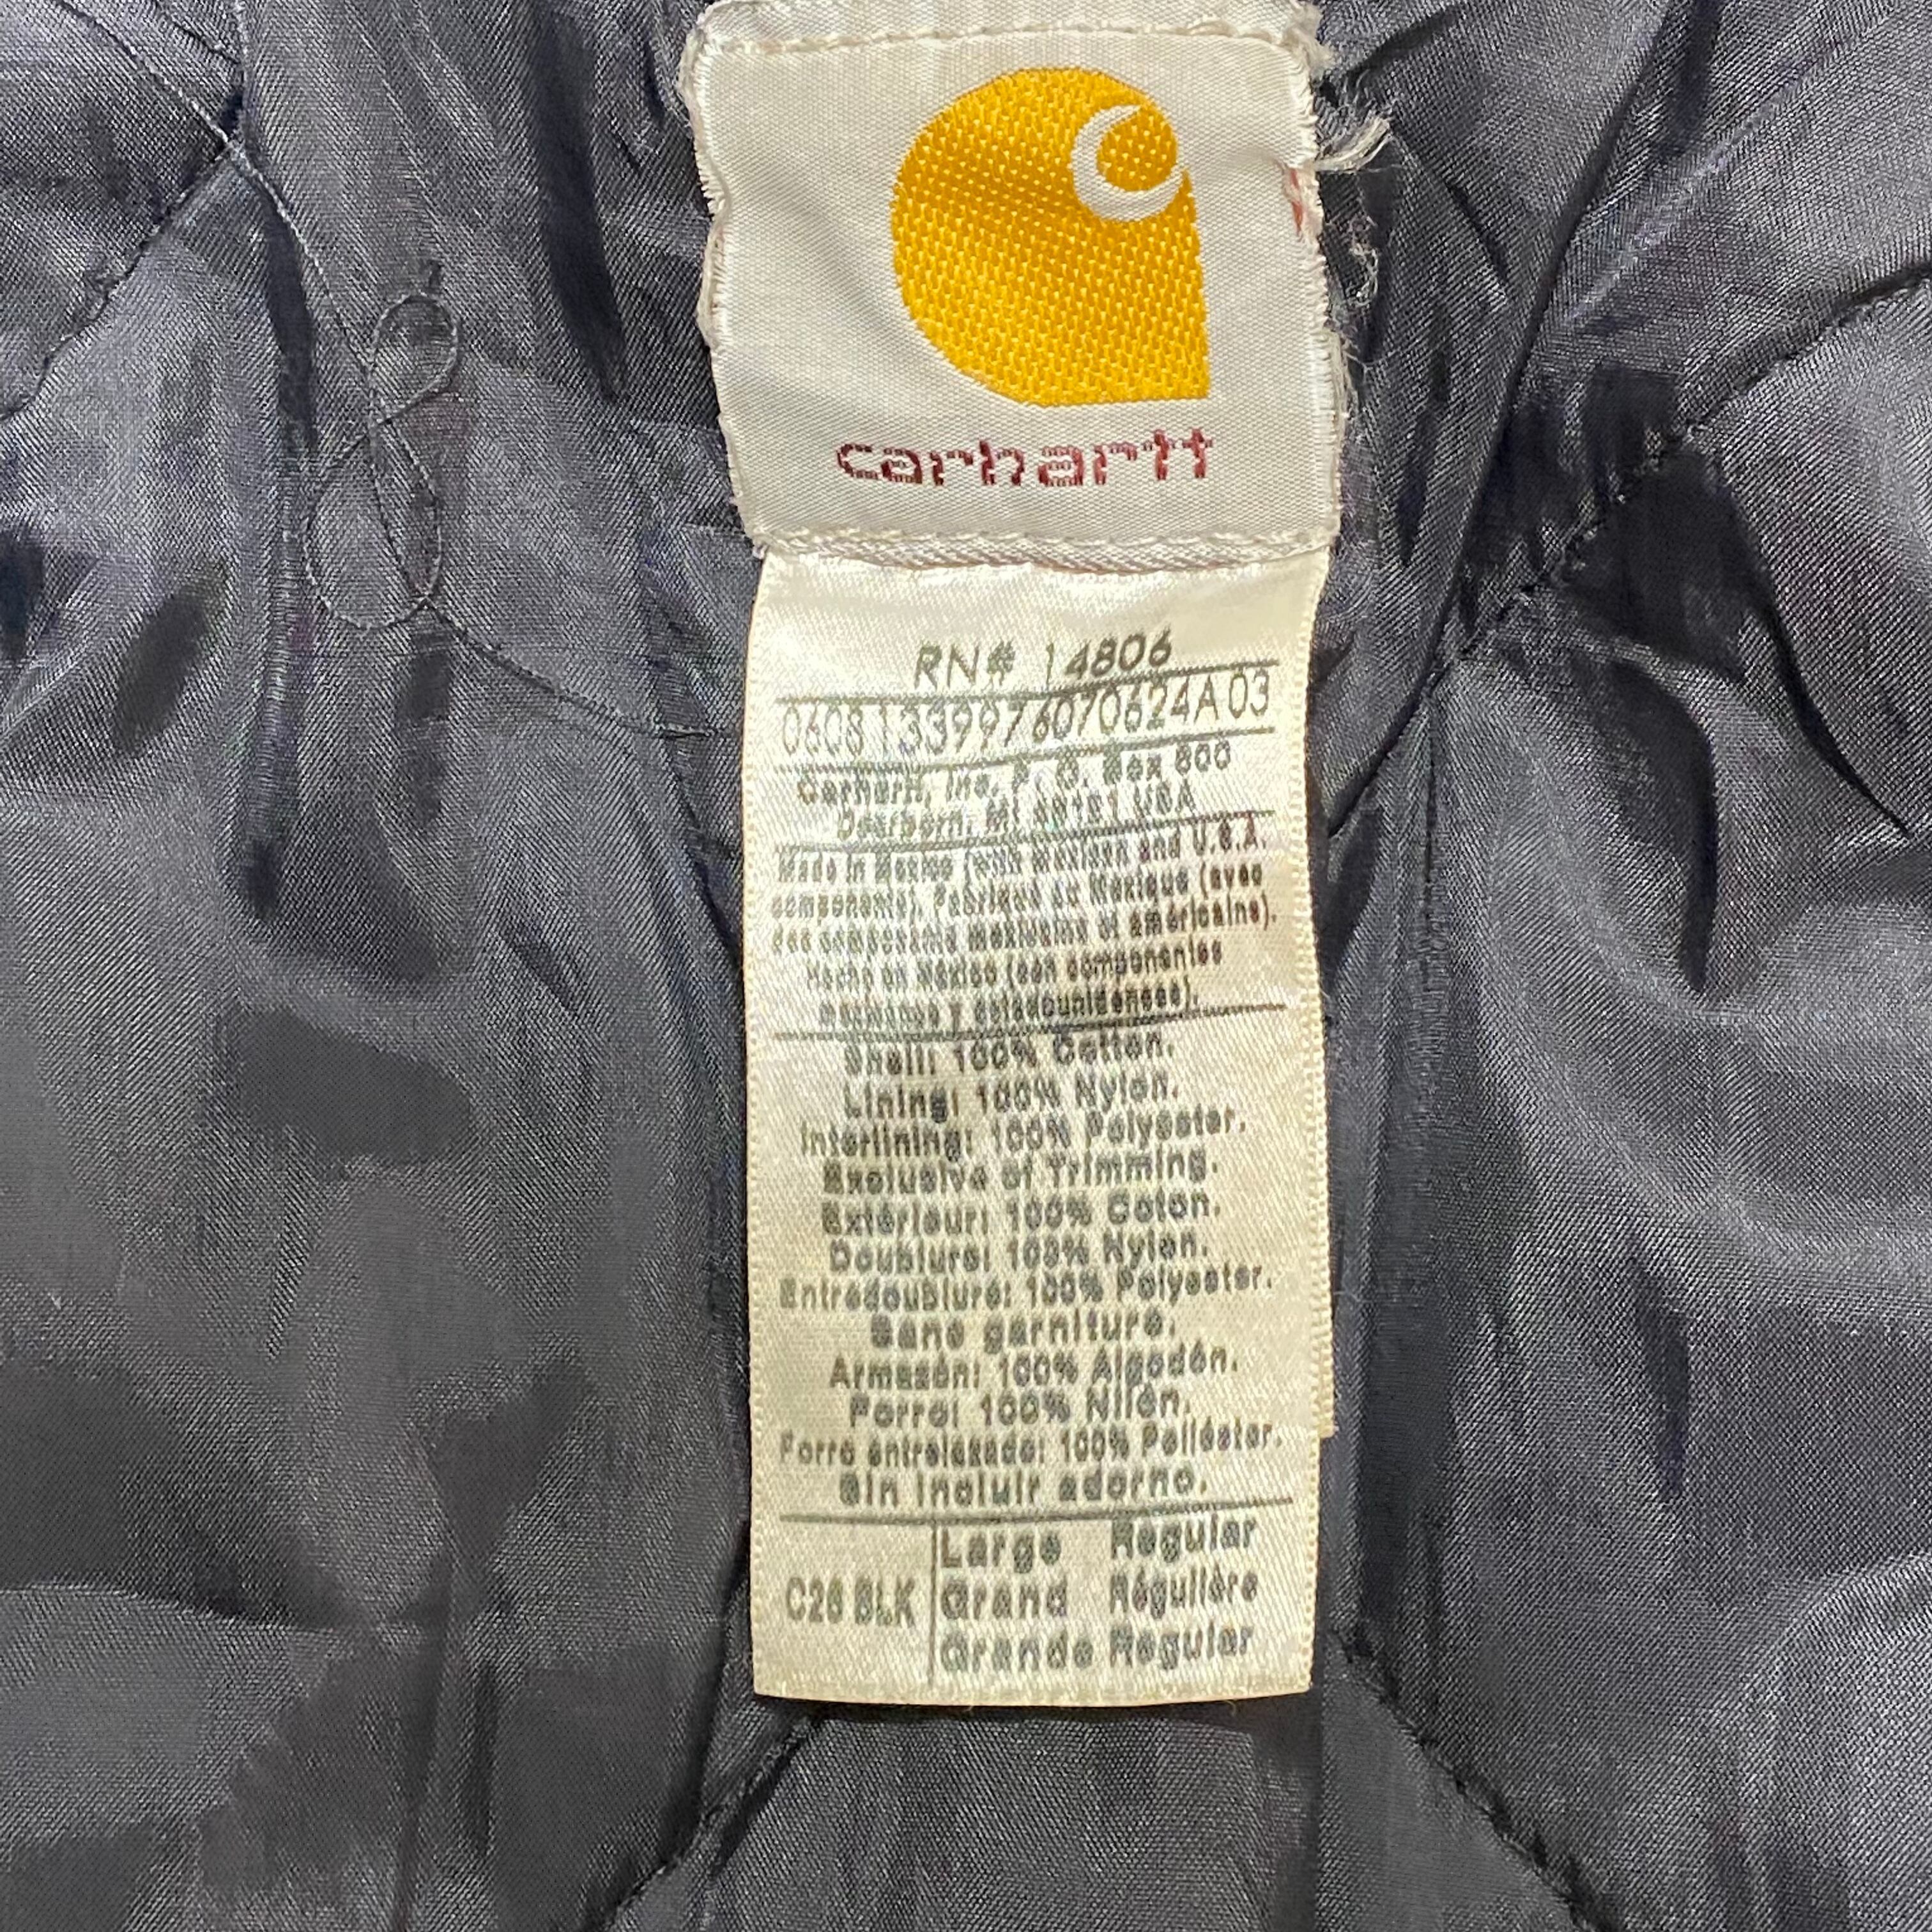 carhartt
RN# 14806
0608133997607062 4A03
Carhartt, Inc. P. O. Box 600
Dearborn, MI 48121 USA
Made in Mexico (with Mexican and U.S.A.
components). Fabriqué du Mexique (avec
des composants mexicains et américains).
Hecho en México (con componentes
mexicanos y estadounidenses).
Shell: 100% Cotton.
Lining: 100% Nylon.
Interlining: 100% Polyester.
Exclusive of Trimming.
Extérieur: 100% Coton.
Doublure: 100% Nylon.
Entredoublure: 100% Polyester.
Sans garniture.
Armazón: 100% Algodón.
Forro: 100% Nilón.
Forro entrelazado: 100% Poliéster.
Sin incluir adorno.
Large Regular
C26 BLK Grand Régulière
Grande Regular